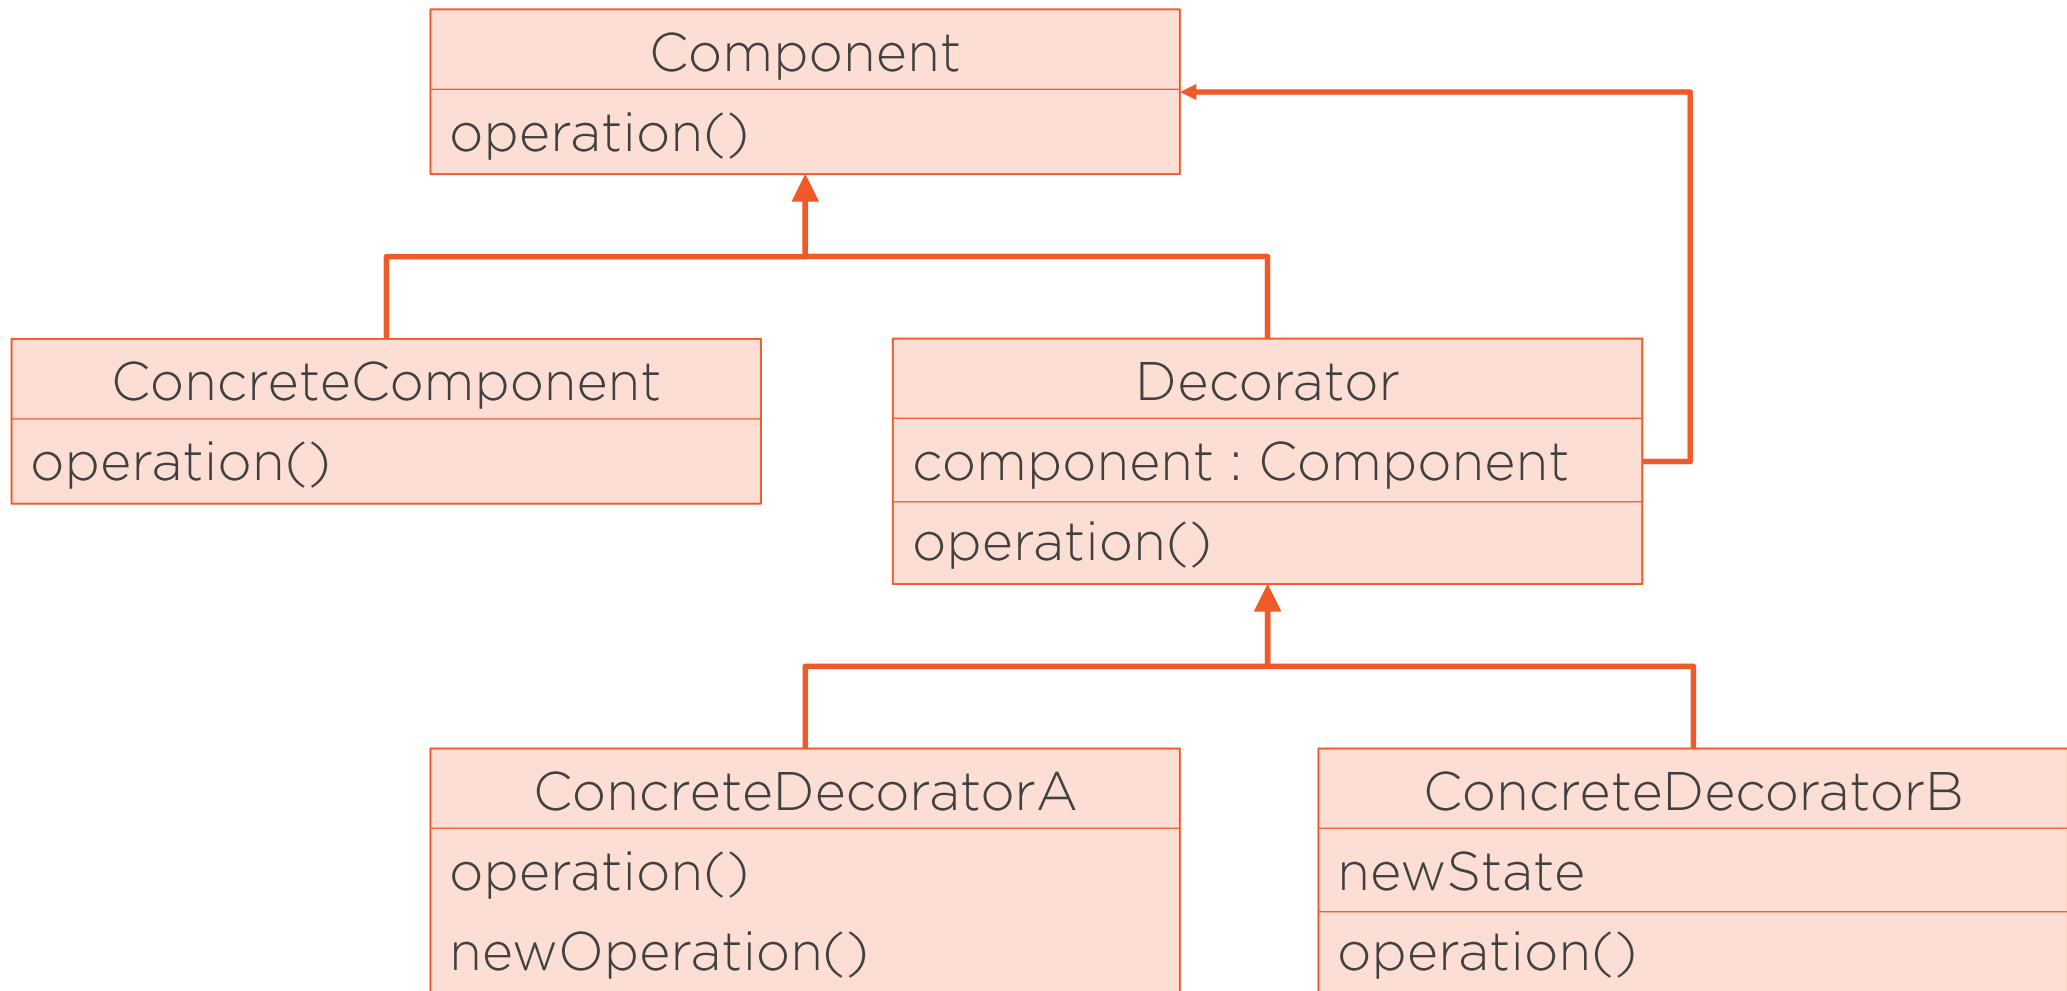 Component
operation()
ConcreteComponent
operation()
Decorator
component : Component
operation()
ConcreteDecoratorA
operation()
newOperation()
ConcreteDecoratorB
newState
operation()